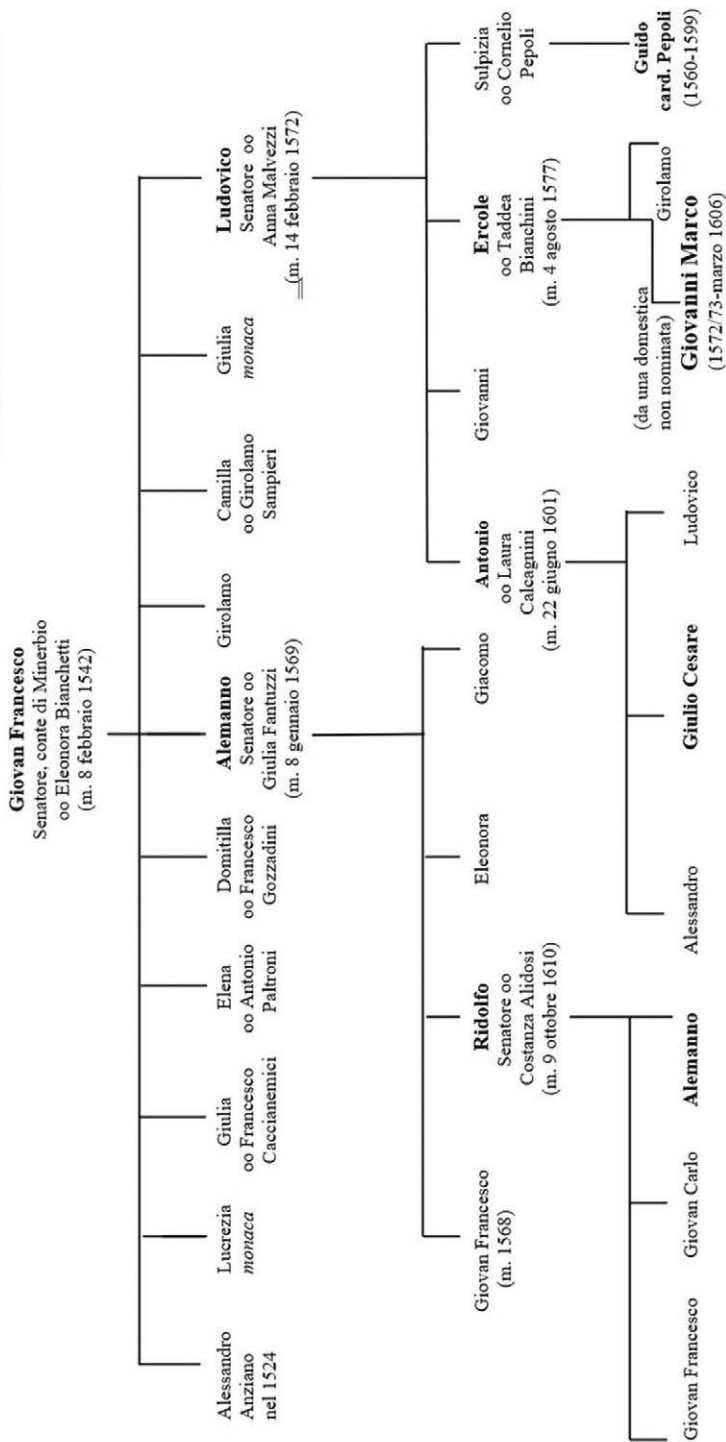 Giovan Francesco
Senatore, conte di Minerbio
oo Eleonora Bianchetti
(m. 8 febbraio 1542)
Alessandro
Anziano
nel 1524
Lucrezia
monaca
Giulia
oo Francesco
Caccianemici
Elena
oo Antonio
Paltroni
Domitilla
oo Francesco
Gozzadini
Alemanno
Senatore oo
Giulia Fantuzzi
(m. 8 gennaio 1569)
Girolamo
Camilla
oo Girolamo
Sampieri
Giulia
monaca
Ludovico
Senatore oo
Anna Malvezzi
(m. 14 febbraio 1572)
Giovan Francesco
(m. 1568)
Ridolfo
Senatore oo
Costanza Alidosi
(m. 9 ottobre 1610)
Eleonora
Giacomo
Antonio
oo Laura
Calcagnini
(m. 22 giugno 1601)
Giovanni
Ercole
oo Taddea
Bianchini
(m. 4 agosto 1577)
Sulpizia
oo Cornelio
Pepoli
Giovan Francesco
Giovan Carlo
Alemanno
Alessandro
Giulio Cesare
Ludovico
(da una domestica
non nominata)
Giovanni Marco
(1572/73-marzo 1606)
Girolamo
Guido
card. Pepoli
(1560-1599)